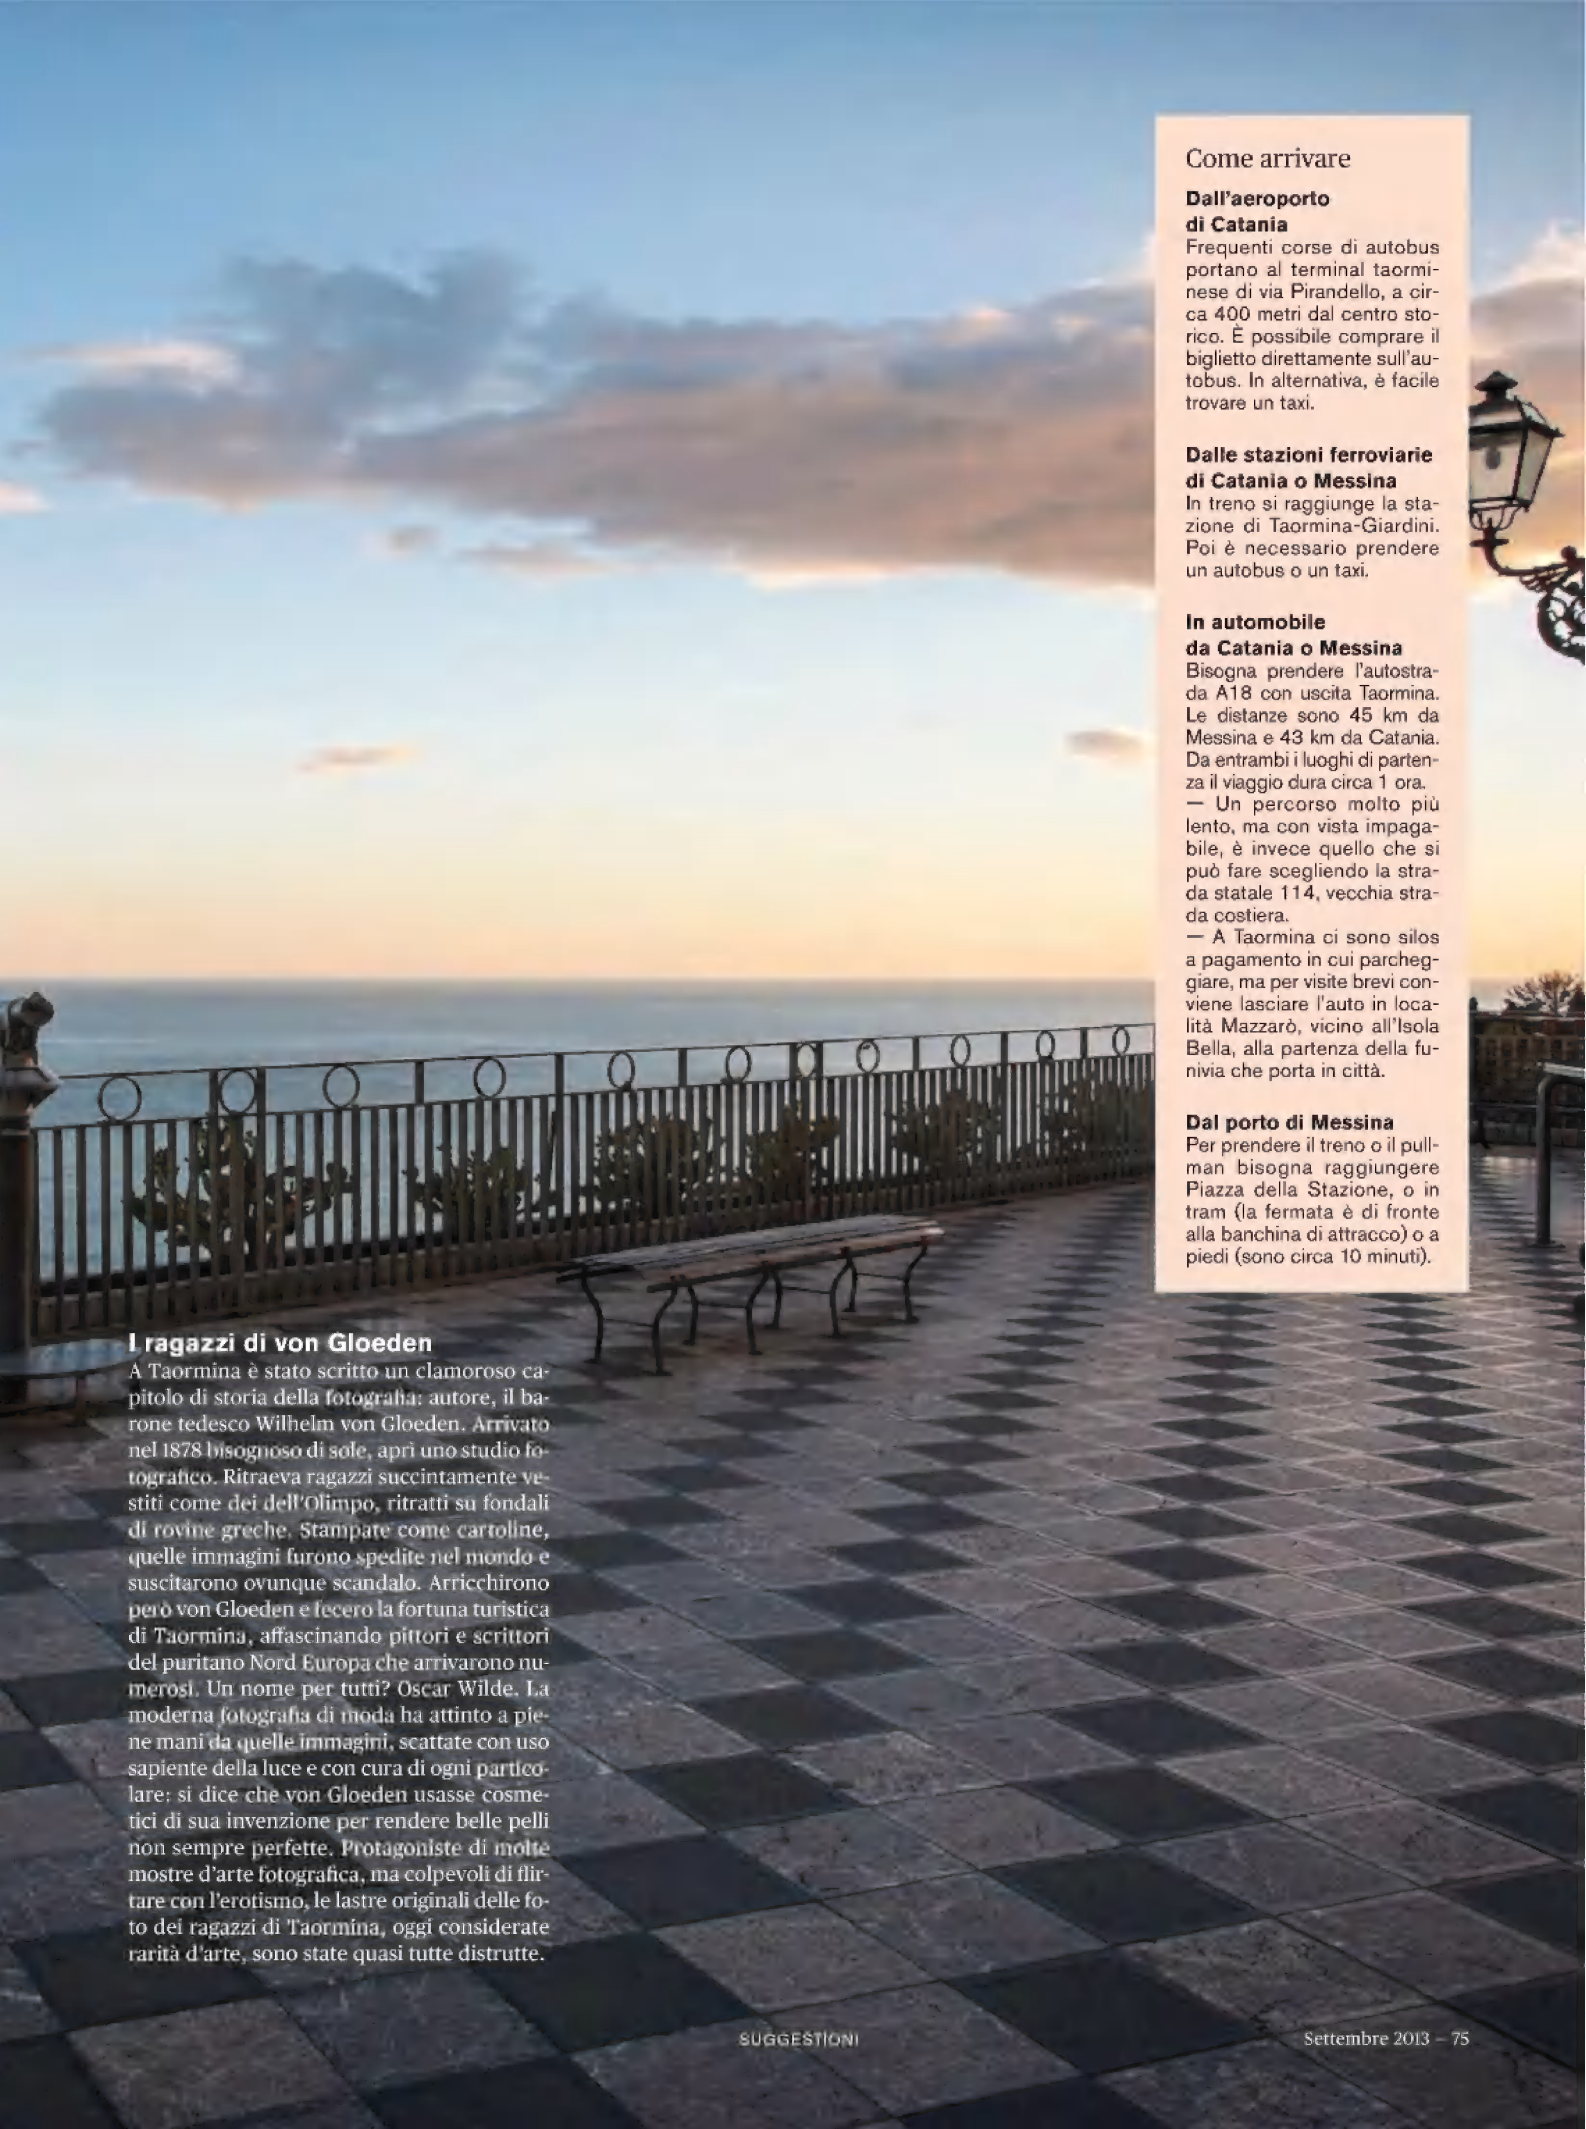 Come arrivare
Dall'aeroporto
di Catania
Frequenti corse di autobus
portano al terminal taormi-
nese di via Pirandello, a cir-
ca 400 metri dal centro sto-
rico. È possibile comprare il
biglietto direttamente sull'au-
tobus. In alternativa, è facile
trovare un taxi.
Dalle stazioni ferroviarie
di Catania o Messina
In treno si raggiunge la sta-
zione di Taormina-Giardini.
Poi è necessario prendere
un autobus o un taxi.
In automobile
da Catania o Messina
Bisogna prendere l'autostra-
da A18 con uscita Taormina.
Le distanze sono 45 km da
Messina e 43 km da Catania.
Da entrambi i luoghi di parten-
za il viaggio dura circa 1 ora.
— Un percorso molto più
lento, ma con vista impaga-
bile, è invece quello che si
può fare scegliendo la stra-
da statale 114, vecchia stra-
da costiera.
— A Taormina ci sono silos
a pagamento in cui parcheg-
giare, ma per visite brevi con-
viene lasciare l'auto in loca-
lità Mazzarò, vicino all'Isola
Bella, alla partenza della fu-
nivia che porta in città.
Dal porto di Messina
Per prendere il treno o il pull-
man bisogna raggiungere
Piazza della Stazione, o in
tram (la fermata è di fronte
alla banchina di attracco) o a
piedi (sono circa 10 minuti).
I ragazzi di von Gloeden
A Taormina è stato scritto un clamoroso ca-
pitolo di storia della fotografia: autore, il ba-
rone tedesco Wilhelm von Gloeden. Arrivato
nel 1878 bisognoso di sole, aprì uno studio fo-
tografico. Ritraeva ragazzi succintamente ve-
stiti come dei dell'Olimpo, ritratti su fondali
di rovine greche. Stampate come cartoline,
quelle immagini furono spedite nel mondo e
suscitarono ovunque scandalo. Arricchirono
però von Gloeden e fecero la fortuna turistica
di Taormina, affascinando pittori e scrittori
del puritano Nord Europa che arrivarono nu-
merosi. Un nome per tutti? Oscar Wilde. La
moderna fotografia di moda ha attinto a pie-
ne mani da quelle immagini, scattate con uso
sapiente della luce e con cura di ogni partico-
lare: si dice che von Gloeden usasse cosme-
tici di sua invenzione per rendere belle pelli
non sempre perfette. Protagoniste di molte
mostre d'arte fotografica, ma colpevoli di flir-
tare con l'erotismo, le lastre originali delle fo-
to dei ragazzi di Taormina, oggi considerate
rarità d'arte, sono state quasi tutte distrutte.
SUGGESTIONI
Settembre 2013 – 75